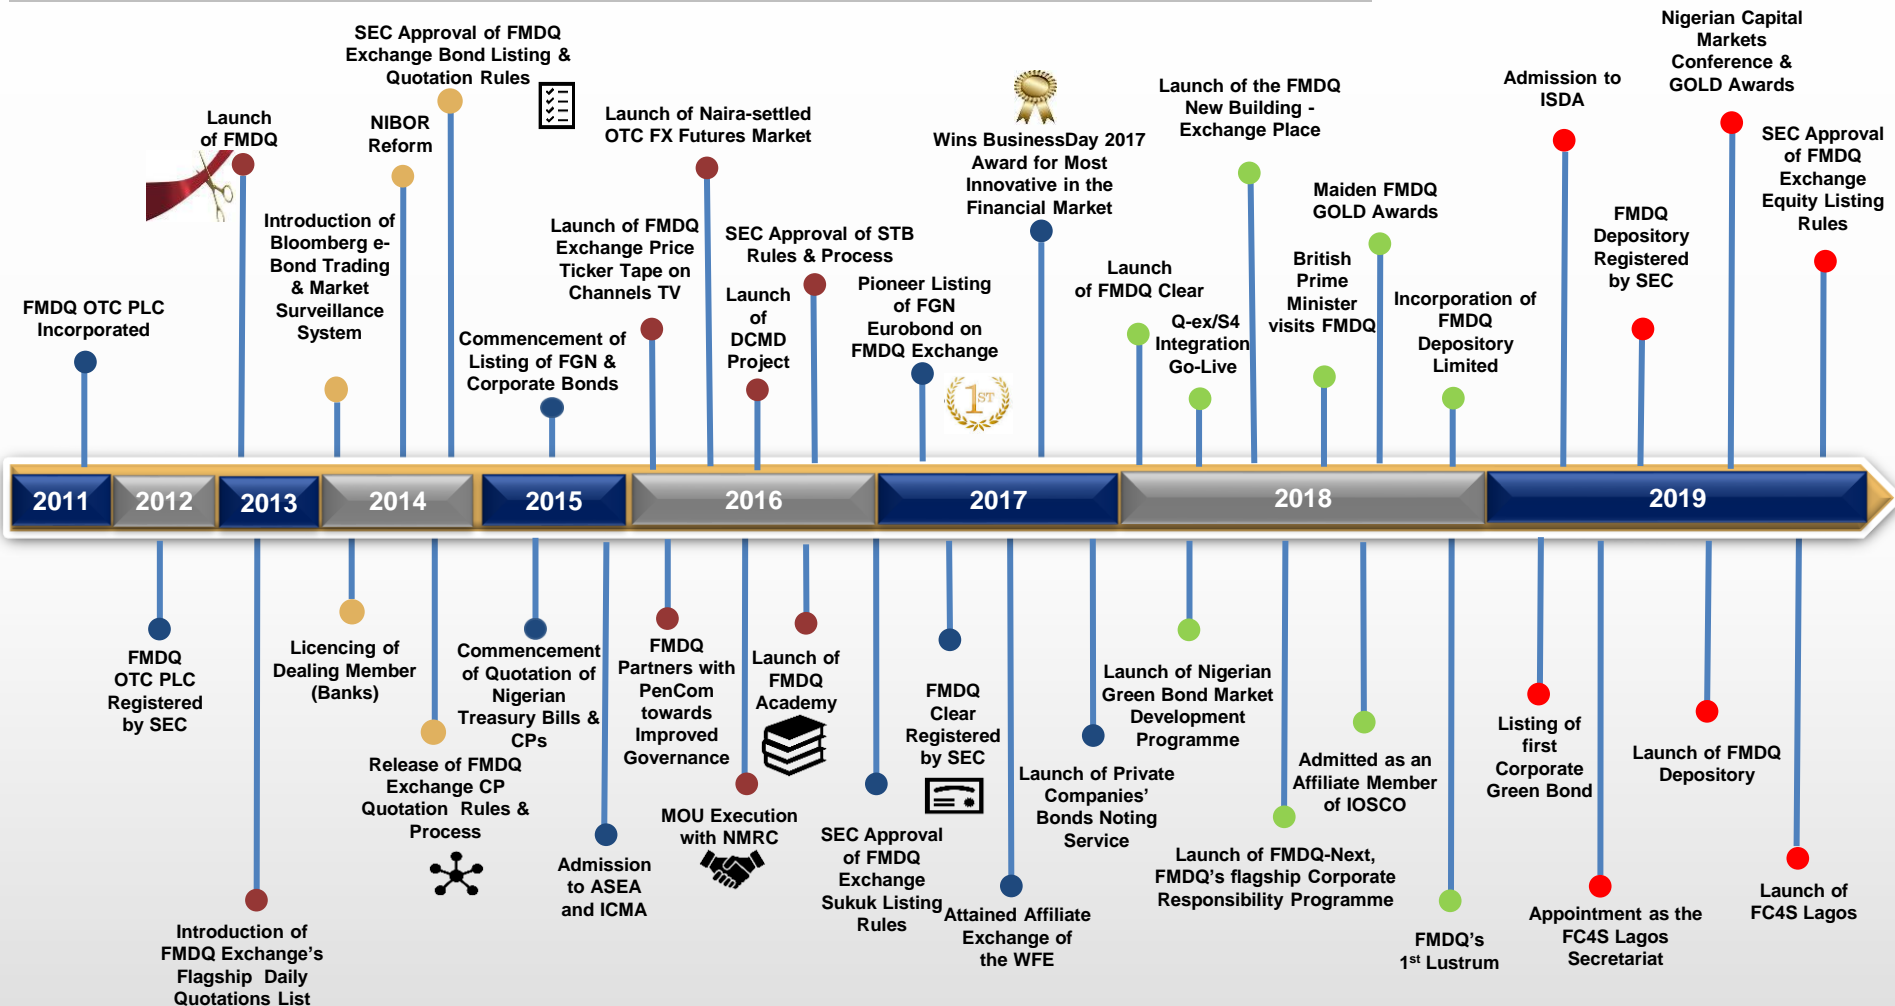 SEC Approval of FMDQ
Exchange Bond Listing &
Quotation Rules
Nigerian Capital
Markets
Conference &
GOLD Awards
Launch
of FMDQ
NIBOR
Reform
Launch of Naira-settled
OTC FX Futures Market
Wins BusinessDay 2017
Award for Most
Innovative in the
Financial Market
Launch of the FMDQ
New Building -
Exchange Place
Admission to
ISDA
SEC Approval
of FMDQ
Exchange
Equity Listing
Rules
FMDQ OTC PLC
Incorporated
Introduction of
Bloomberg e-
Bond Trading
& Market
Surveillance
System
Commencement of
Listing of FGN &
Corporate Bonds
Launch of FMDQ
Exchange Price
Ticker Tape on
Channels TV
Launch
of
DCMD
Project
SEC Approval of STB
Rules & Process
Pioneer Listing
of FGN
Eurobond on
FMDQ Exchange
1ST
Launch
of FMDQ Clear
Q-ex/S4
Integration
Go-Live
British
Prime
Minister
visits FMDQ
Maiden FMDQ
GOLD Awards
Incorporation of
FMDQ
Depository
Limited
FMDQ
Depository
Registered
by SEC
2011
2012
2013
2014
2015
2016
2017
2018
2019
FMDQ
OTC PLC
Registered
by SEC
Introduction of
FMDQ Exchange’s
Flagship Daily
Quotations List
Licencing of
Dealing Member
(Banks)
Release of FMDQ
Exchange CP
Quotation Rules &
Process
Commencement
of Quotation of
Nigerian
Treasury Bills &
CPs
Admission
to ASEA
and ICMA
FMDQ
Partners with
PenCom
towards
Improved
Governance
MOU Execution
with NMRC
Launch of
FMDQ
Academy
SEC Approval
of FMDQ
Exchange
Sukuk Listing
Rules
FMDQ
Clear
Registered
by SEC
Attained Affiliate
Exchange of
the WFE
Launch of Private
Companies’
Bonds Noting
Service
Launch of Nigerian
Green Bond Market
Development
Programme
Launch of FMDQ-Next,
FMDQ’s flagship Corporate
Responsibility Programme
Admitted as an
Affiliate Member
of IOSCO
FMDQ’s
1st Lustrum
Listing of
first
Corporate
Green Bond
Appointment as the
FC4S Lagos
Secretariat
Launch of FMDQ
Depository
Launch of
FC4S Lagos